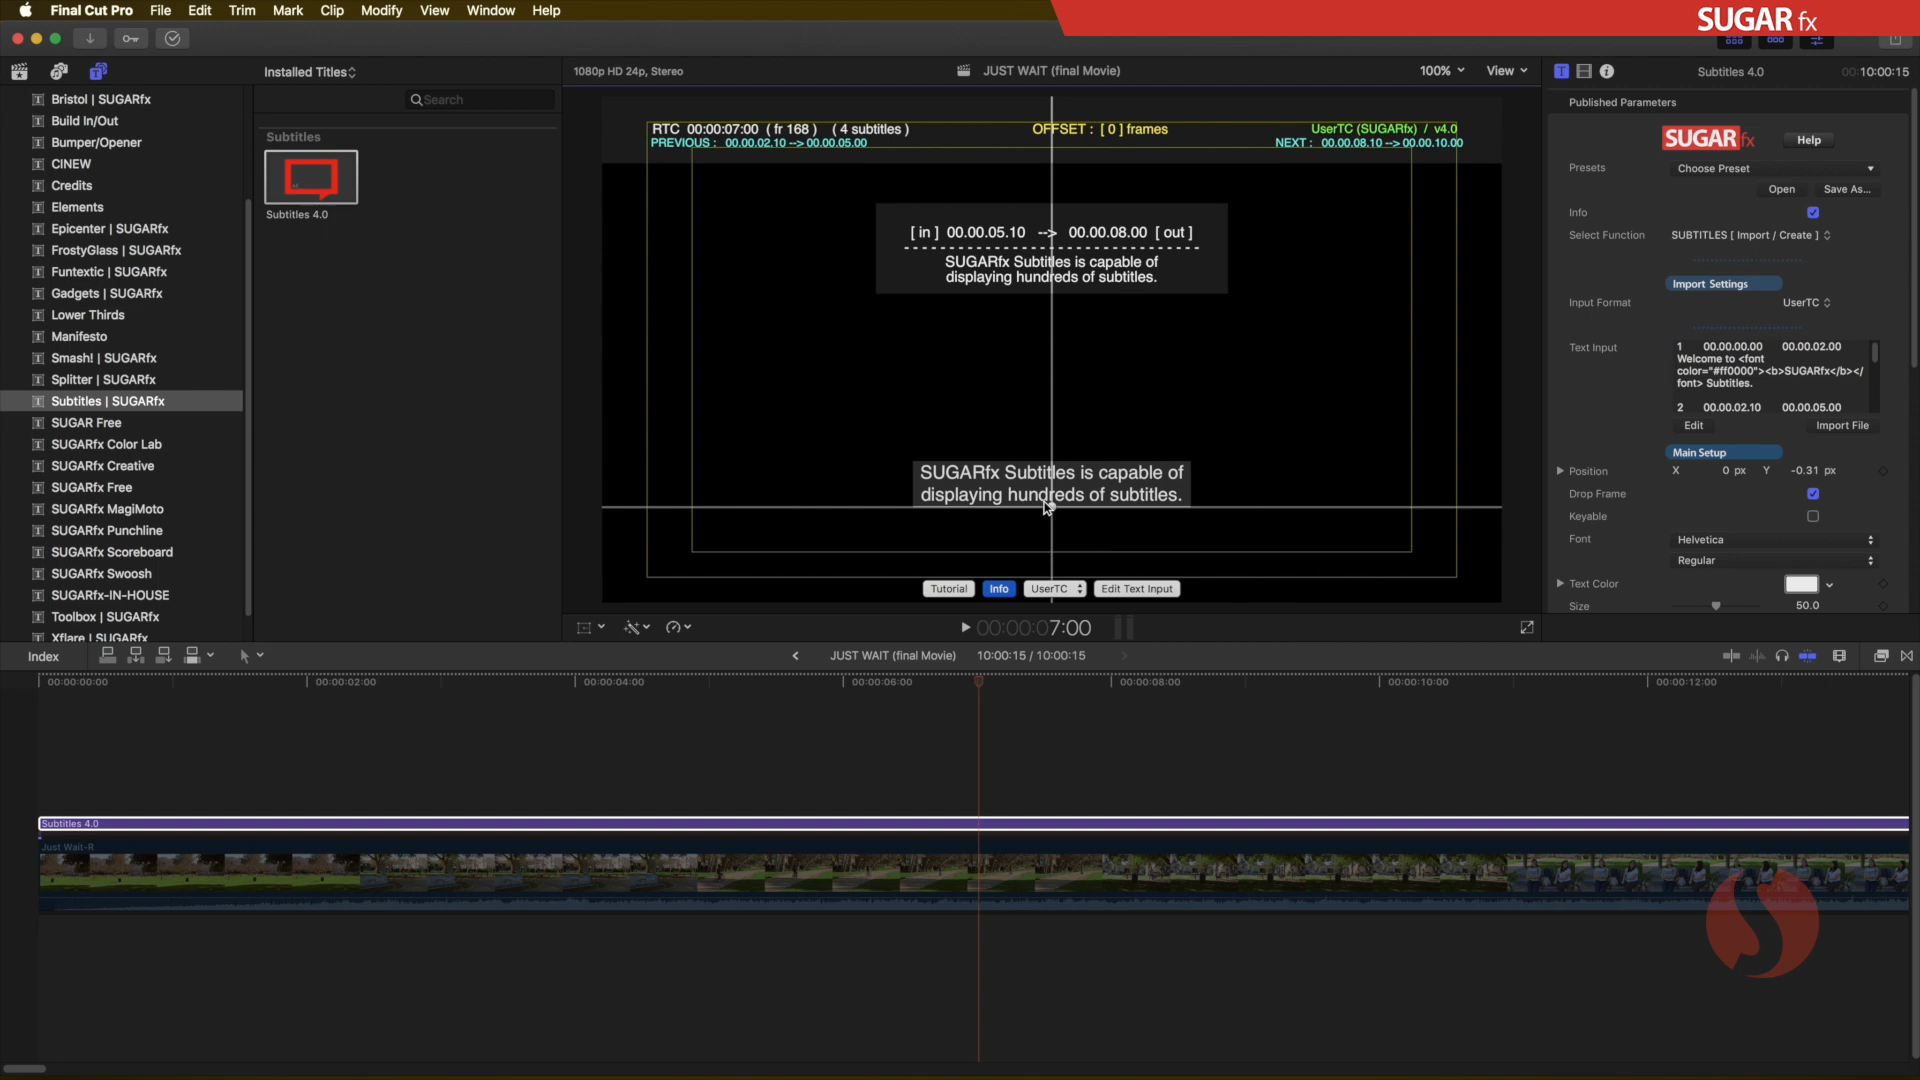 Final Cut Pro File Edit Trim Mark Clip Modify View Window Help
SUGARfx
Installed Titles
1080p HD 24p, Stereo
JUST WAIT (final Movie)
100%
View
Subtitles 4.0
00:10:00:15
Search
Subtitles
Subtitles 4.0
Bristol | SUGARfx
Build In/Out
Bumper/Opener
CINEW
Credits
Elements
Epicenter | SUGARfx
FrostyGlass | SUGARfx
Funtextic | SUGARfx
Gadgets | SUGARfx
Lower Thirds
Manifesto
Smash! | SUGARfx
Splitter | SUGARfx
Subtitles | SUGARfx
SUGAR Free
SUGARfx Color Lab
SUGARfx Creative
SUGARfx Free
SUGARfx MagiMoto
SUGARfx Punchline
SUGARfx Scoreboard
SUGARfx Swoosh
SUGARfx-IN-HOUSE
Toolbox | SUGARfx
Xflare | SUGARfx
RTC 00:00:07:00 ( fr 168 ) ( 4 subtitles )
OFFSET : [ 0 ] frames
UserTC (SUGARfx) / v4.0
PREVIOUS : 00.00.02.10 --> 00.00.05.00
NEXT : 00.00.08.10 --> 00.00.10.00
[ in ] 00.00.05.10 --> 00.00.08.00 [ out ]
SUGARfx Subtitles is capable of
displaying hundreds of subtitles.
SUGARfx Subtitles is capable of
displaying hundreds of subtitles.
Tutorial
Info
UserTC
Edit Text Input
00:00:07:00
Published Parameters
SUGARfx
Help
Presets
Choose Preset
Open
Save As...
Info
Select Function
SUBTITLES [ Import / Create ]
Import Settings
Input Format
UserTC
Text Input
1 00.00.00.00 00.00.02.00
Welcome to <font
color="#ff0000"><b>SUGARfx</b></
font> Subtitles.
2 00.00.02.10 00.00.05.00
Edit
Import File
Main Setup
Position
X 0 px Y -0.31 px
Drop Frame
Keyable
Font
Helvetica
Regular
Text Color
Size
50.0
Index
JUST WAIT (final Movie)
10:00:15 / 10:00:15
00:00:00:00
00:00:02:00
00:00:04:00
00:00:06:00
00:00:08:00
00:00:10:00
00:00:12:00
Subtitles 4.0
Just Wait-R